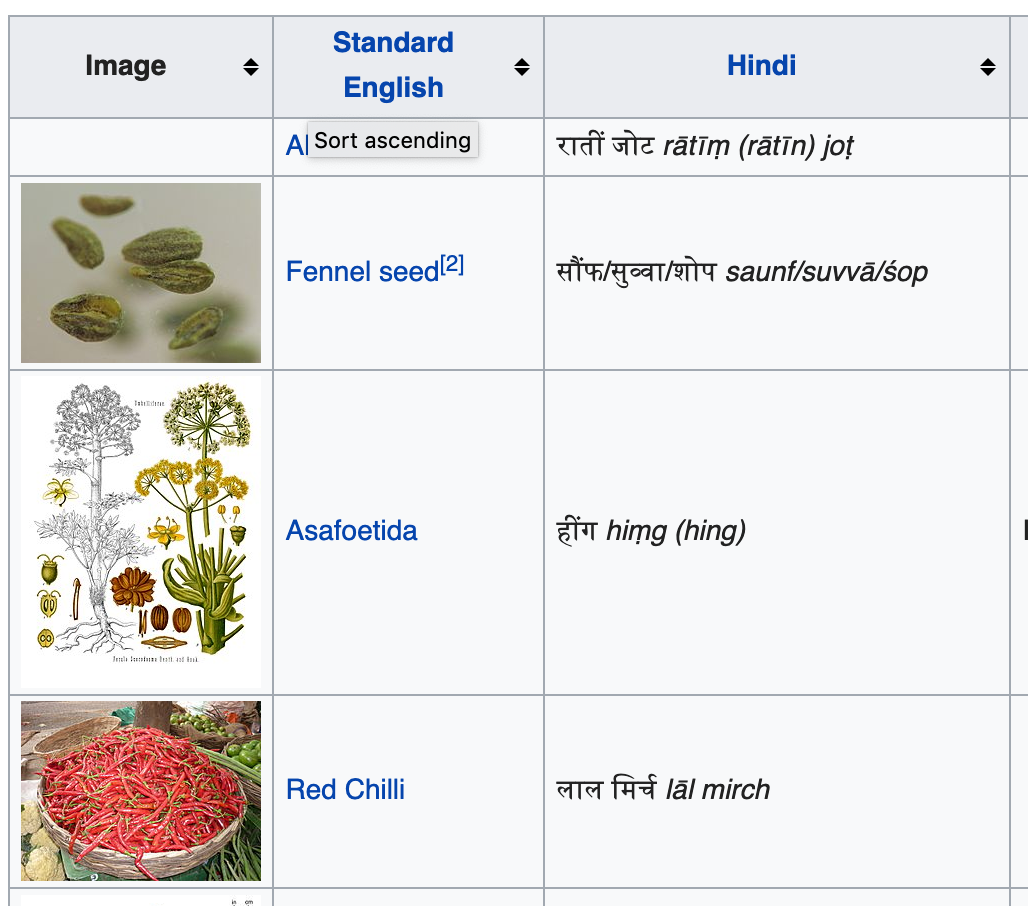 Image
Standard
English
Hindi
Sort ascending
रातीं जोट rātīṃ (rātīn) joṭ
Fennel seed[2]
सौंफ/सुव्वा/शोप saunf/suvvā/śop
Umbelliferae.
Asafoetida
हींग hiṃg (hing)
Red Chilli
लाल मिर्च lāl mirch